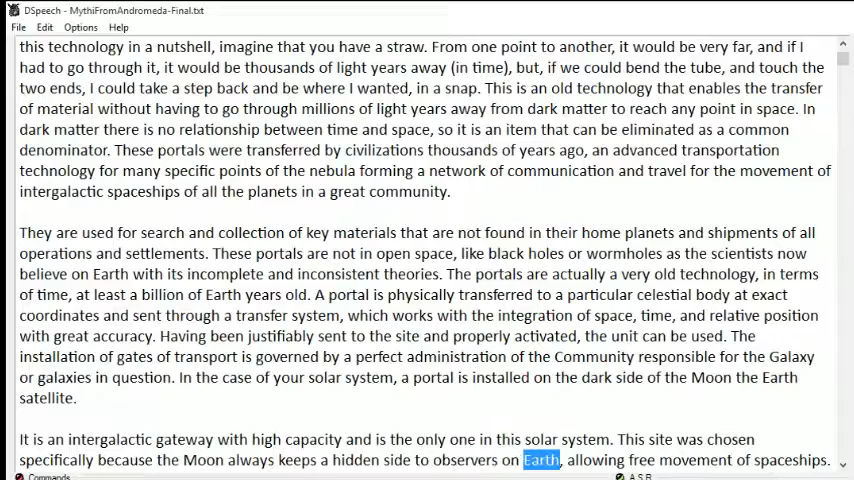 DSpeech - MythiFromAndromeda-Final.txt
File Edit Options Help
this technology in a nutshell, imagine that you have a straw. From one point to another, it would be very far, and if I
had to go through it, it would be thousands of light years away (in time), but, if we could bend the tube, and touch the
two ends, I could take a step back and be where I wanted, in a snap. This is an old technology that enables the transfer
of material without having to go through millions of light years away from dark matter to reach any point in space. In
dark matter there is no relationship between time and space, so it is an item that can be eliminated as a common
denominator. These portals were transferred by civilizations thousands of years ago, an advanced transportation
technology for many specific points of the nebula forming a network of communication and travel for the movement of
intergalactic spaceships of all the planets in a great community.
They are used for search and collection of key materials that are not found in their home planets and shipments of all
operations and settlements. These portals are not in open space, like black holes or wormholes as the scientists now
believe on Earth with its incomplete and inconsistent theories. The portals are actually a very old technology, in terms
of time, at least a billion of Earth years old. A portal is physically transferred to a particular celestial body at exact
coordinates and sent through a transfer system, which works with the integration of space, time, and relative position
with great accuracy. Having been justifiably sent to the site and properly activated, the unit can be used. The
installation of gates of transport is governed by a perfect administration of the Community responsible for the Galaxy
or galaxies in question. In the case of your solar system, a portal is installed on the dark side of the Moon the Earth
satellite.
It is an intergalactic gateway with high capacity and is the only one in this solar system. This site was chosen
specifically because the Moon always keeps a hidden side to observers on Earth, allowing free movement of spaceships.
Commands A.S.R.